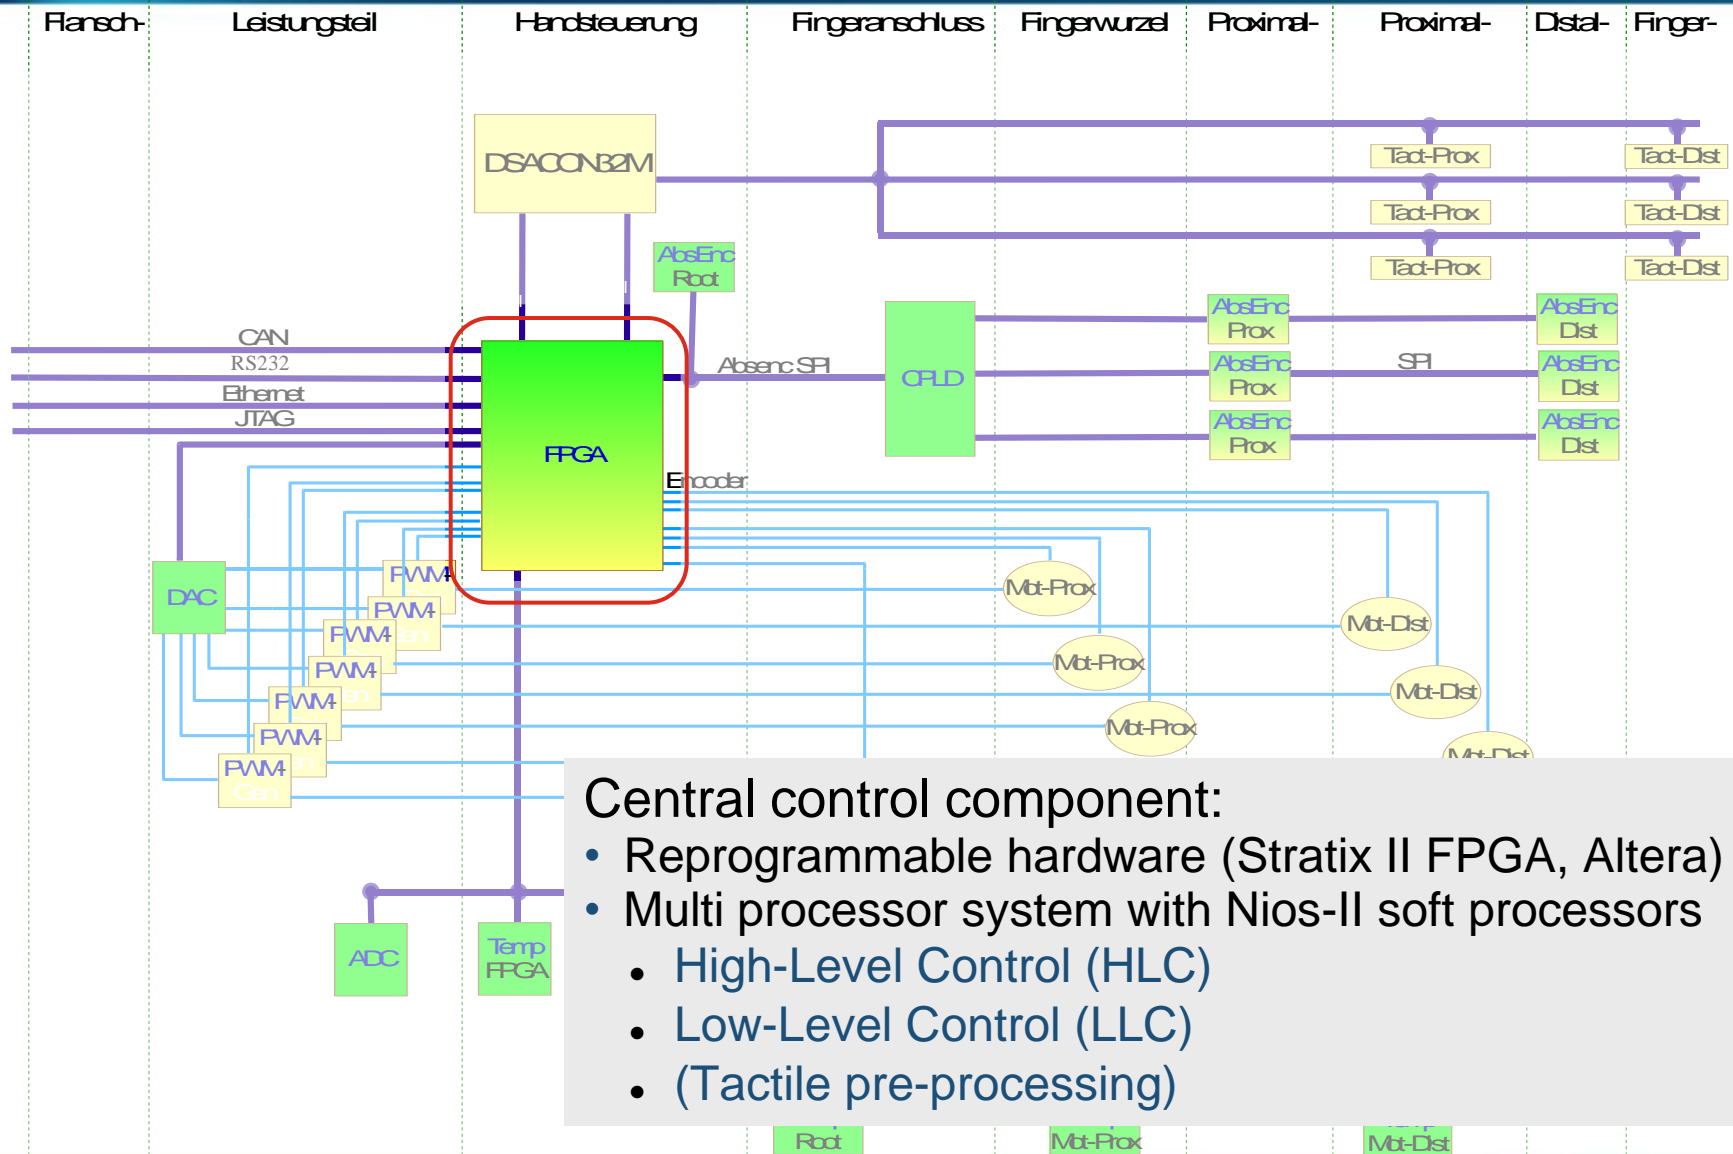 Flansch- Leistungsteil Handsteuerung Fingeranschluss Fingerwurzel Proximal- Proximal- Distal- Finger-
DSACON32M
Tact-Prox Tact-Dist
Tact-Prox Tact-Dist
Tact-Prox Tact-Dist
AbsEnc
Root
CAN
RS232
Ethernet
JTAG
FPGA
Absenc SPI
CPLD
AbsEnc
Prox
AbsEnc
Prox
AbsEnc
Prox
SPI
AbsEnc
Dist
AbsEnc
Dist
AbsEnc
Dist
Encoder
DAC
PWM-
PWM-
PWM-
PWM-
PWM-
PWM-
PWM-
Gen
Mot-Prox
Mot-Dist
Mot-Prox
Mot-Dist
Mot-Prox
Mot-Dist
ADC
Temp
FPGA
Central control component:
• Reprogrammable hardware (Stratix II FPGA, Altera)
• Multi processor system with Nios-II soft processors
• High-Level Control (HLC)
• Low-Level Control (LLC)
• (Tactile pre-processing)
Root
Mot-Prox
Mot-Dist